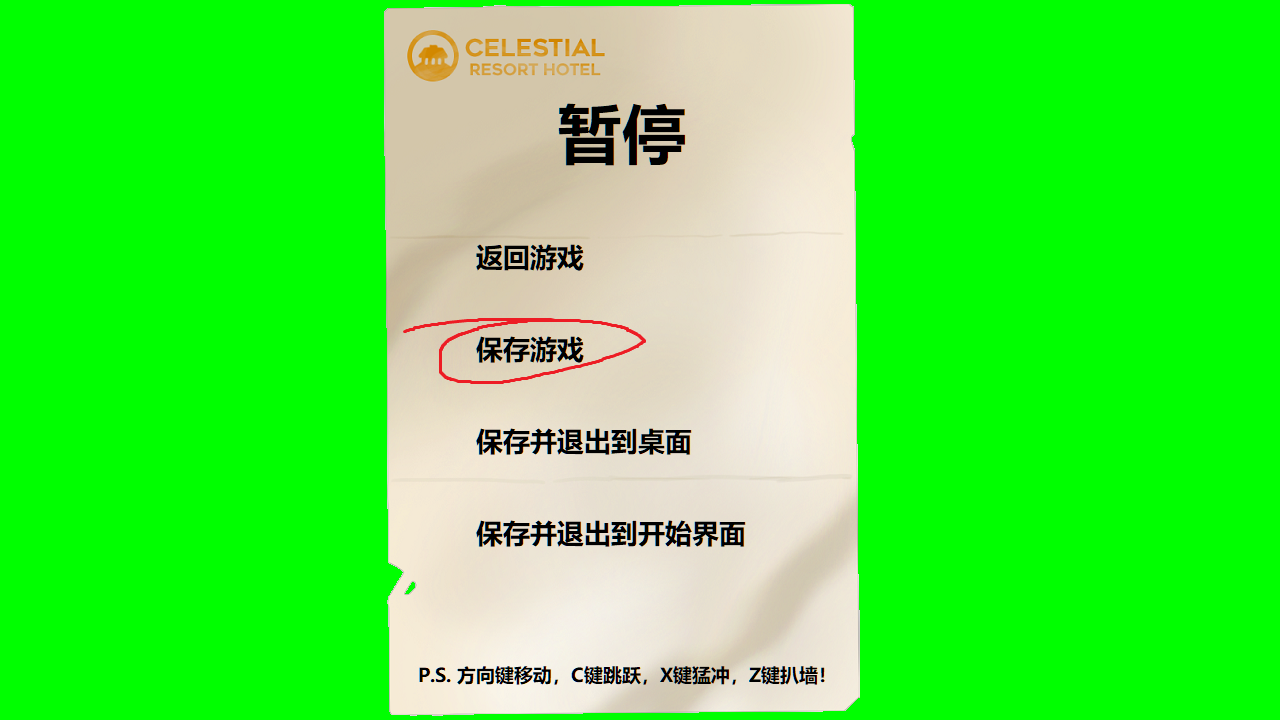 CELESTIAL
RESORT HOTEL
暂停
返回游戏
保存游戏
保存并退出到桌面
保存并退出到开始界面
P.S. 方向键移动，C键跳跃，X键猛冲，Z键扒墙！